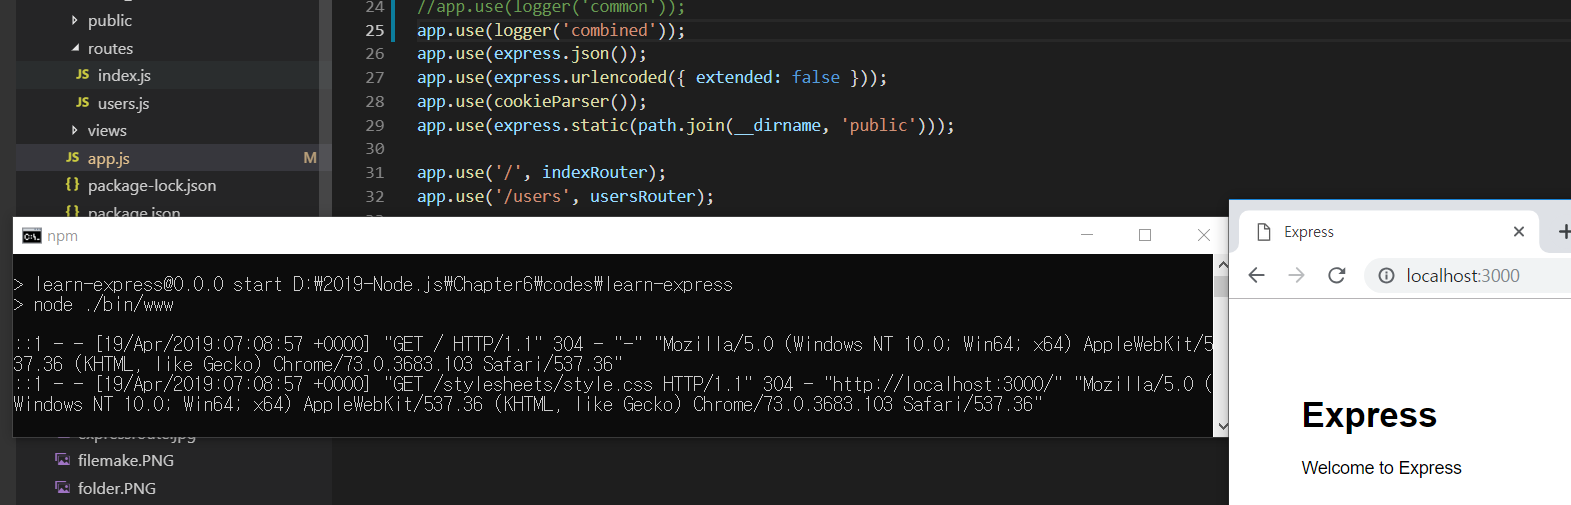 public
routes
JS index.js
JS users.js
views
JS app.js M
{} package-lock.json
{} package.json
24 //app.use(logger('common'));
25 app.use(logger('combined'));
26 app.use(express.json());
27 app.use(express.urlencoded({ extended: false }));
28 app.use(cookieParser());
29 app.use(express.static(path.join(__dirname, 'public')));
30
31 app.use('/', indexRouter);
32 app.use('/users', usersRouter);
33
npm
> learn-express@0.0.0 start D:₩2019-Node.js₩Chapter6₩codes₩learn-express
> node ./bin/www
::1 - - [19/Apr/2019:07:08:57 +0000] "GET / HTTP/1.1" 304 - "-" "Mozilla/5.0 (Windows NT 10.0; Win64; x64) AppleWebKit/5
37.36 (KHTML, like Gecko) Chrome/73.0.3683.103 Safari/537.36"
::1 - - [19/Apr/2019:07:08:57 +0000] "GET /stylesheets/style.css HTTP/1.1" 304 - "http://localhost:3000/" "Mozilla/5.0 (
Windows NT 10.0; Win64; x64) AppleWebKit/537.36 (KHTML, like Gecko) Chrome/73.0.3683.103 Safari/537.36"
expressroute.jpg
filemake.PNG
folder.PNG
Express
localhost:3000
Express
Welcome to Express